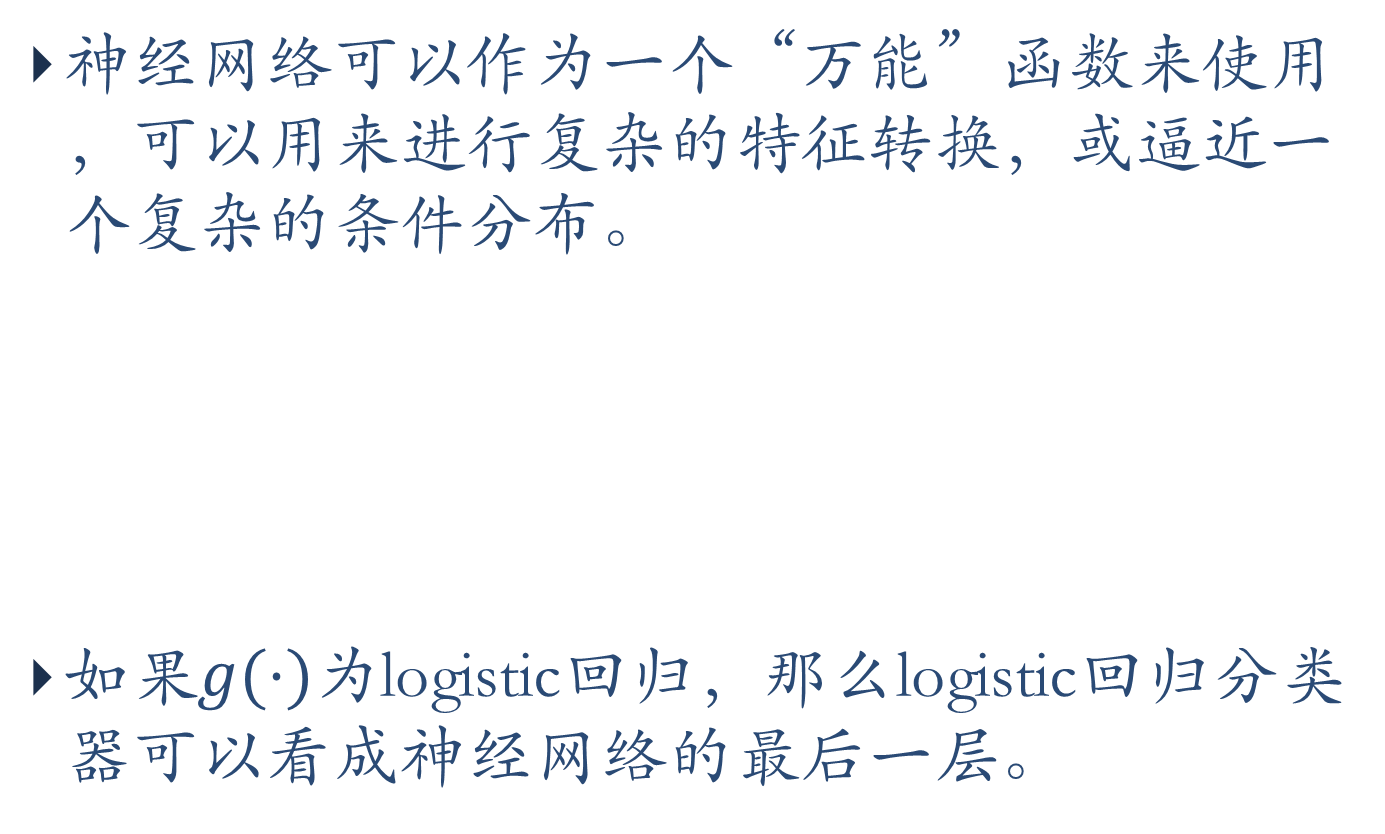 神经网络可以作为一个“万能”函数来使用
，可以用来进行复杂的特征转换，或逼近一
个复杂的条件分布。
如果g(·)为logistic回归，那么logistic回归分类
器可以看成神经网络的最后一层。